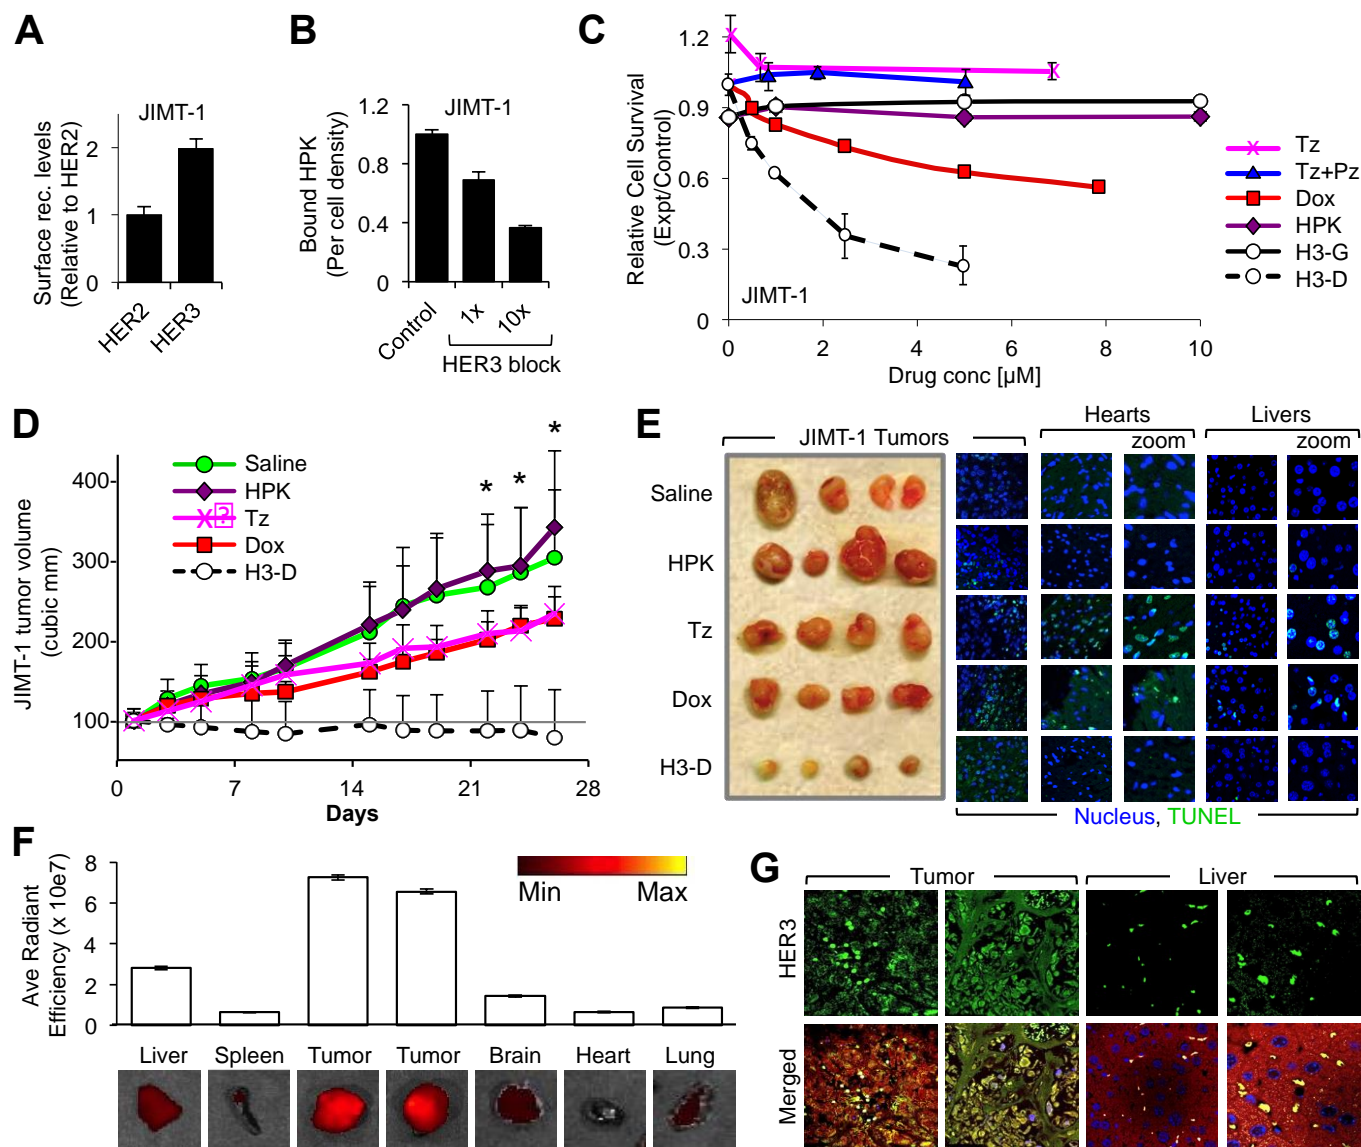 A
JIMT-1
Surface rec. levels
(Relative to HER2)
2
1
0
HER2
HER3
B
JIMT-1
Bound HPK
(Per cell density)
1.2
0.8
0.4
0
Control
1x
10x
HER3 block
C
Relative Cell Survival
(Expt/Control)
1.2
0.9
0.6
0.3
0
JIMT-1
0
2
4
6
8
10
Drug conc [µM]
Tz
Tz+Pz
Dox
HPK
H3-G
H3-D
D
JIMT-1 tumor volume
(cubic mm)
400
300
200
100
Saline
HPK
Tz
Dox
H3-D
*
*
*
0
7
14
21
28
Days
E
JIMT-1 Tumors
Hearts
zoom
Livers
zoom
Saline
HPK
Tz
Dox
H3-D
Nucleus, TUNEL
F
Ave Radiant
Efficiency (x 10e7)
8
6
4
2
0
Min
Max
Liver
Spleen
Tumor
Tumor
Brain
Heart
Lung
G
Tumor
Liver
HER3
Merged